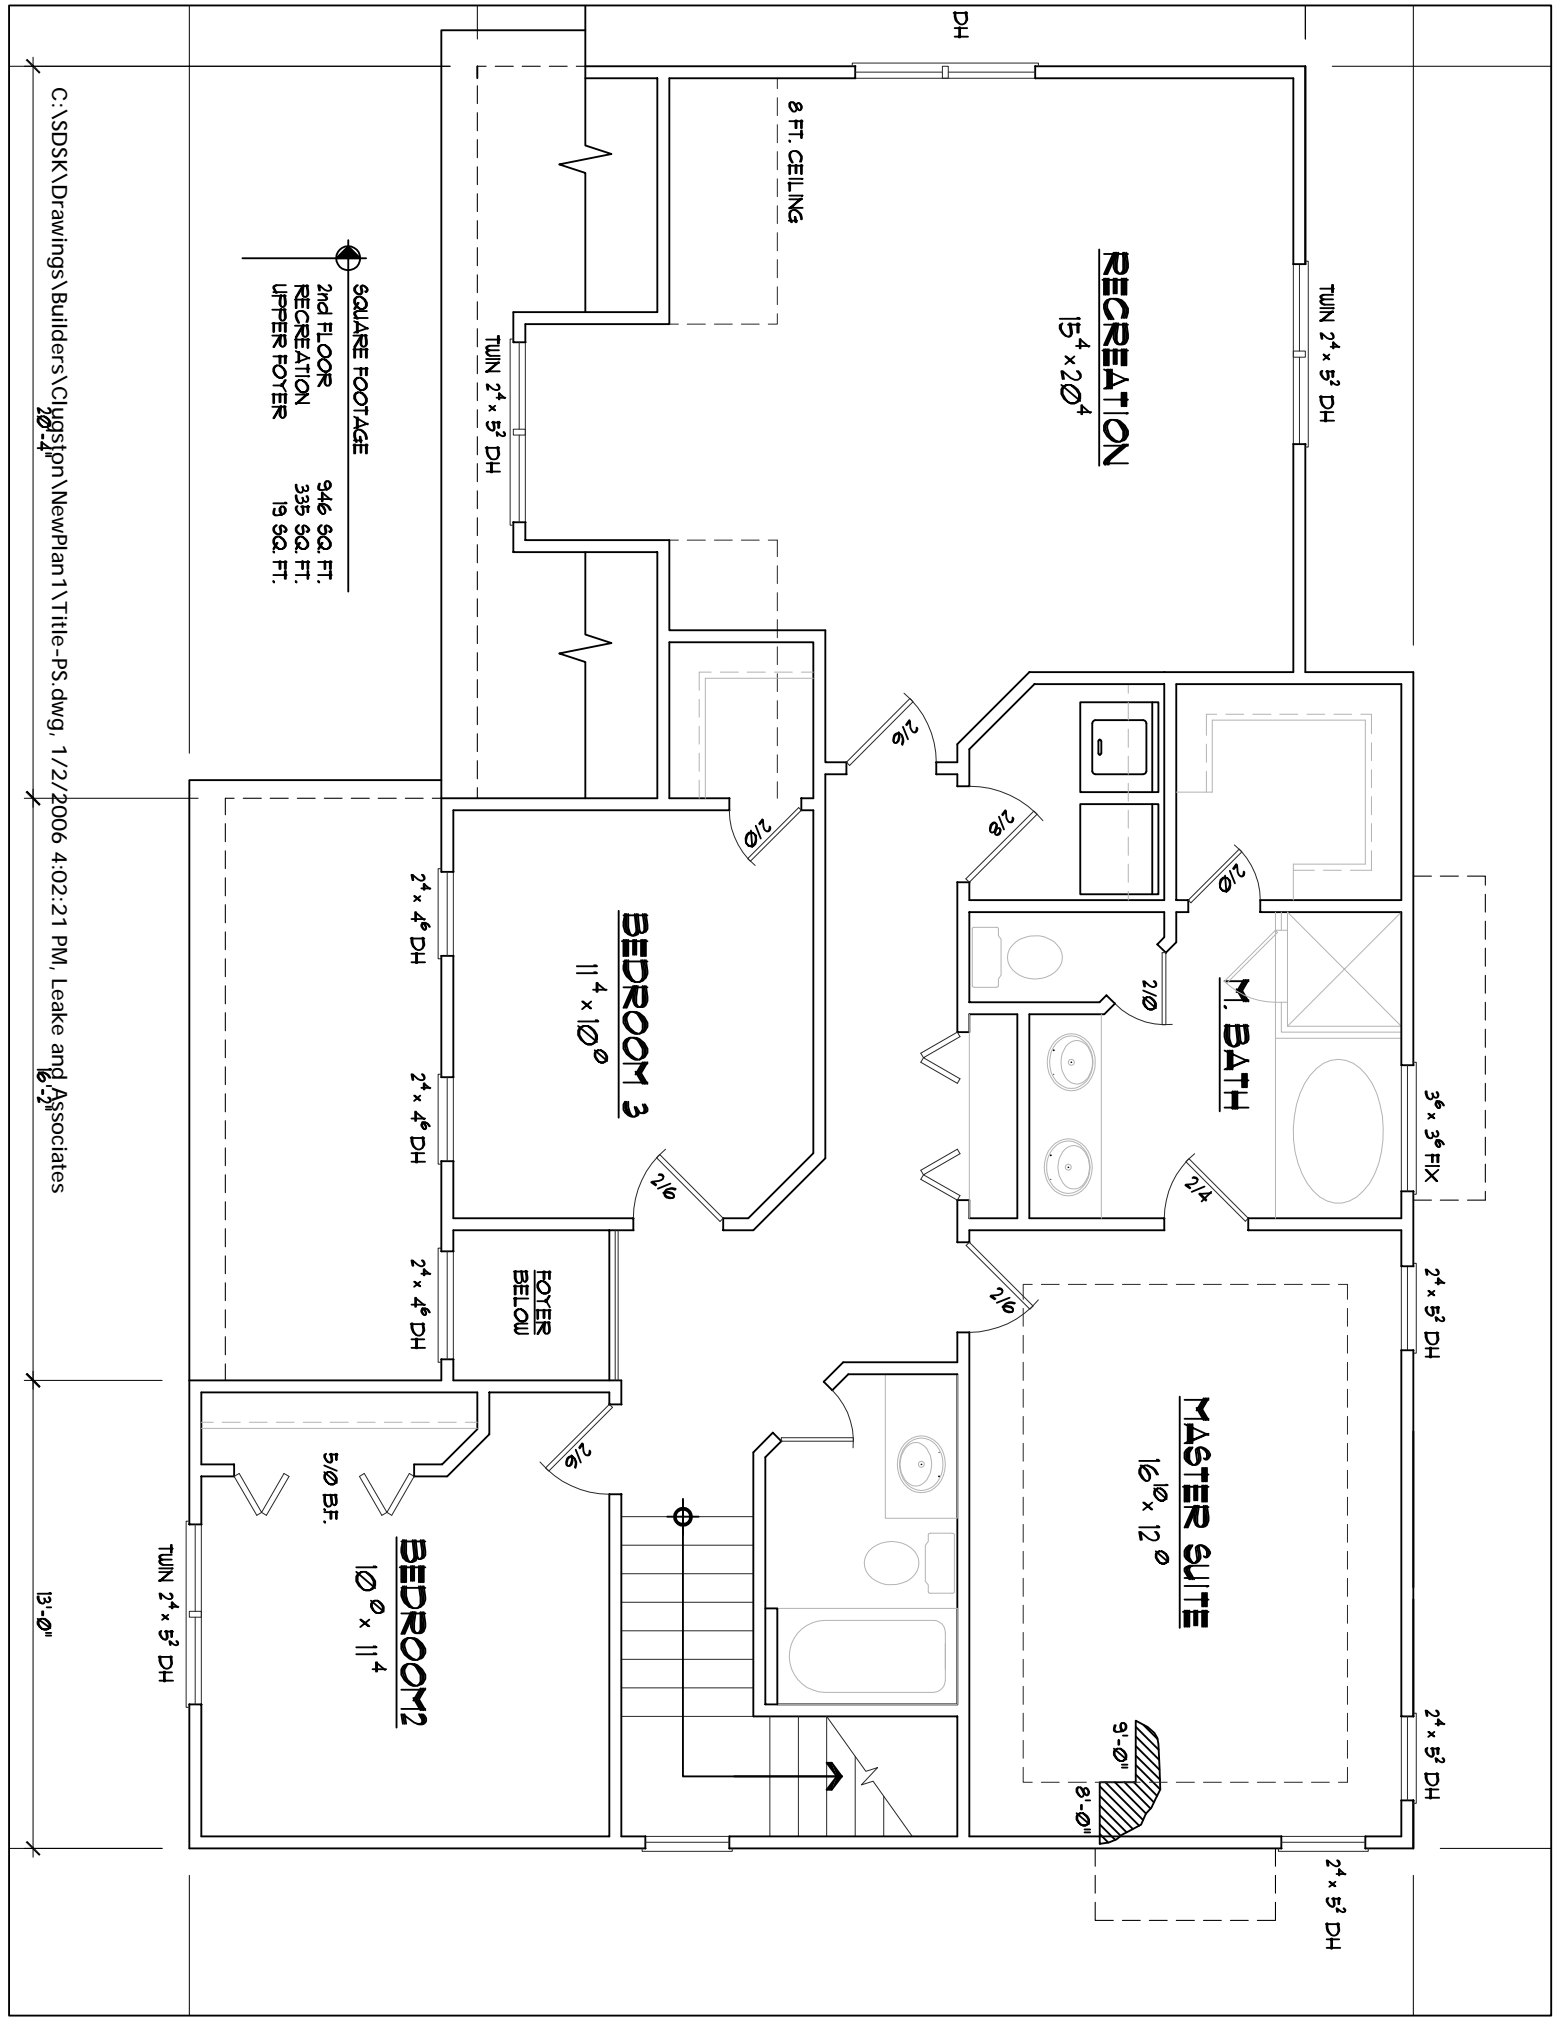 DH
TWIN 2⁴ x 5² DH
8 FT. CEILING
RECREATION
15⁴ x 20⁴
TWIN 2⁴ x 5² DH
SQUARE FOOTAGE
2nd FLOOR 946 SQ. FT.
RECREATION 335 SQ. FT.
UPPER FOYER 19 SQ. FT.
2/6
2/8
2/0
2/0
2/0
M. BATH
3⁶ x 3⁶ FIX
2/4
BEDROOM 3
11⁴ x 10⁰
2⁴ x 4⁶ DH
2⁴ x 4⁶ DH
2/6
FOYER
BELOW
2⁴ x 4⁶ DH
2/6
2⁴ x 5² DH
MASTER SUITE
16¹⁰ x 12⁰
9'-0"
8'-0"
2⁴ x 5² DH
2⁴ x 5² DH
2/6
5/0 B.F.
BEDROOM2
10⁰ x 11⁴
TWIN 2⁴ x 5² DH
20'-4"
16'-2"
13'-0"
C:\SDSK\Drawings\Builders\Clugston\NewPlan1\Title-PS.dwg, 1/2/2006 4:02:21 PM, Leake and Associates